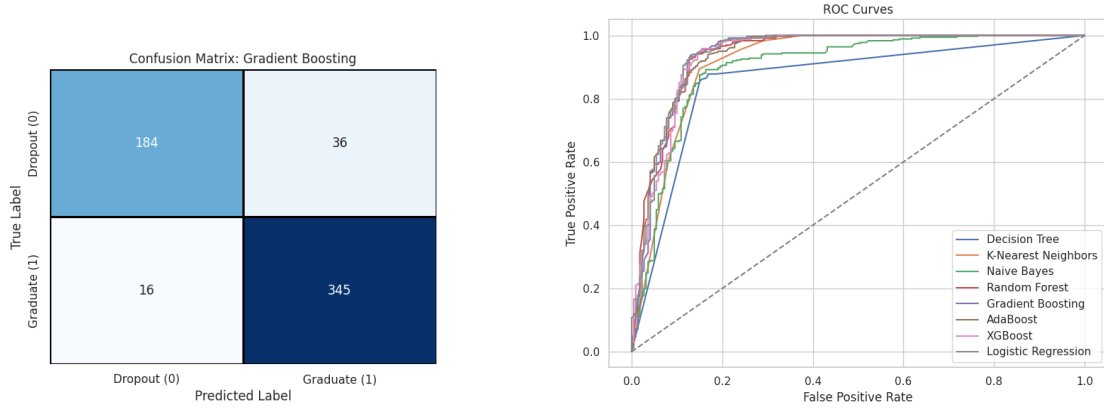 Confusion Matrix: Gradient Boosting
True Label
Dropout (0)
184
36
Graduate (1)
16
345
Dropout (0)
Graduate (1)
Predicted Label
ROC Curves
True Positive Rate
1.0
0.8
0.6
0.4
0.2
0.0
0.0
0.2
0.4
0.6
0.8
1.0
False Positive Rate
Decision Tree
K-Nearest Neighbors
Naive Bayes
Random Forest
Gradient Boosting
AdaBoost
XGBoost
Logistic Regression